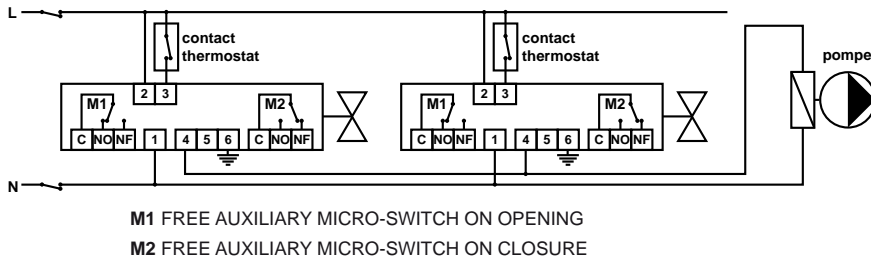 L
contact thermostat
contact thermostat
pompe
2 3
2 3
M1 M2
M1 M2
C NO NF 1 4 5 6 C NO NF
C NO NF 1 4 5 6 C NO NF
N
M1 FREE AUXILIARY MICRO-SWITCH ON OPENING
M2 FREE AUXILIARY MICRO-SWITCH ON CLOSURE